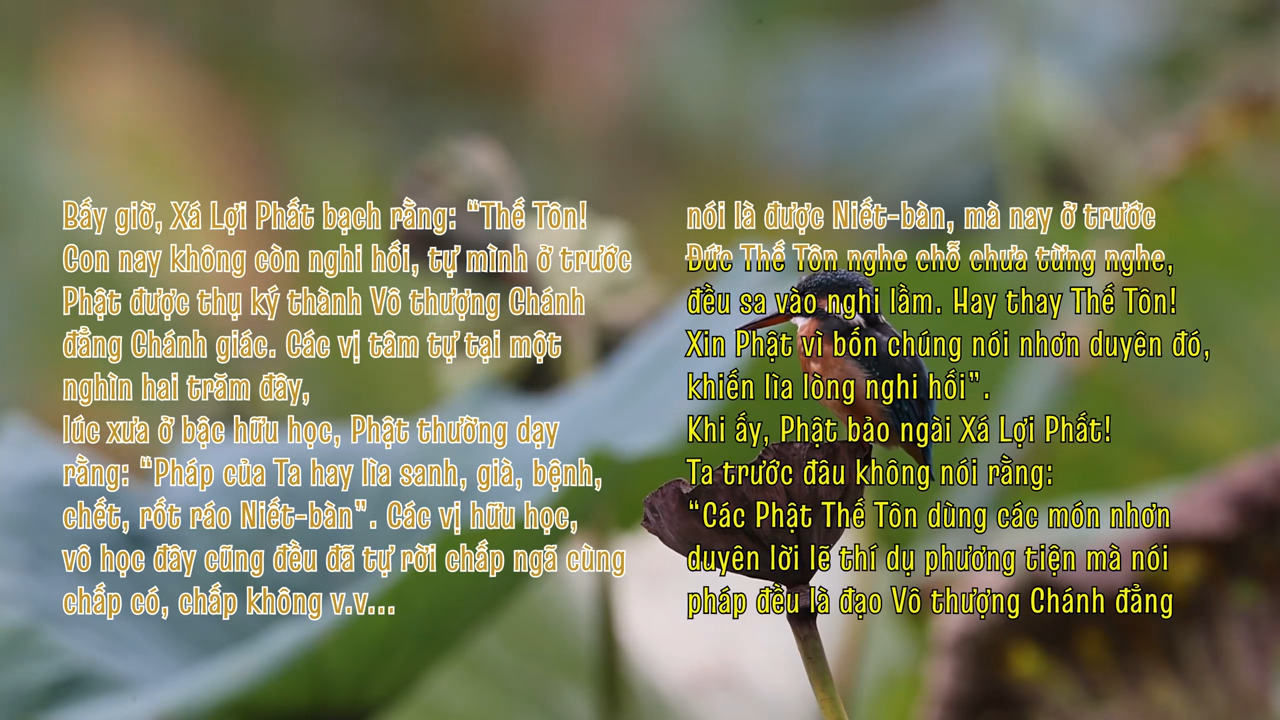 Bấy giờ, Xá Lợi Phất bạch rằng: “Thế Tôn!
Con nay không còn nghi hối, tự mình ở trước
Phật được thụ ký thành Vô thượng Chánh
đẳng Chánh giác. Các vị tâm tự tại một
nghìn hai trăm đây,
lúc xưa ở bậc hữu học, Phật thường dạy
rằng: “Pháp của Ta hay lìa sanh, già, bệnh,
chết, rốt ráo Niết-bàn”. Các vị hữu học,
vô học đây cũng đều đã tự rời chấp ngã cùng
chấp có, chấp không v.v...
nói là được Niết-bàn, mà nay ở trước
Đức Thế Tôn nghe chỗ chưa từng nghe,
đều sa vào nghi lầm. Hay thay Thế Tôn!
Xin Phật vì bốn chúng nói nhơn duyên đó,
khiến lìa lòng nghi hối”.
Khi ấy, Phật bảo ngài Xá Lợi Phất!
Ta trước đâu không nói rằng:
“Các Phật Thế Tôn dùng các món nhơn
duyên lời lẽ thí dụ phương tiện mà nói
pháp đều là đạo Vô thượng Chánh đẳng